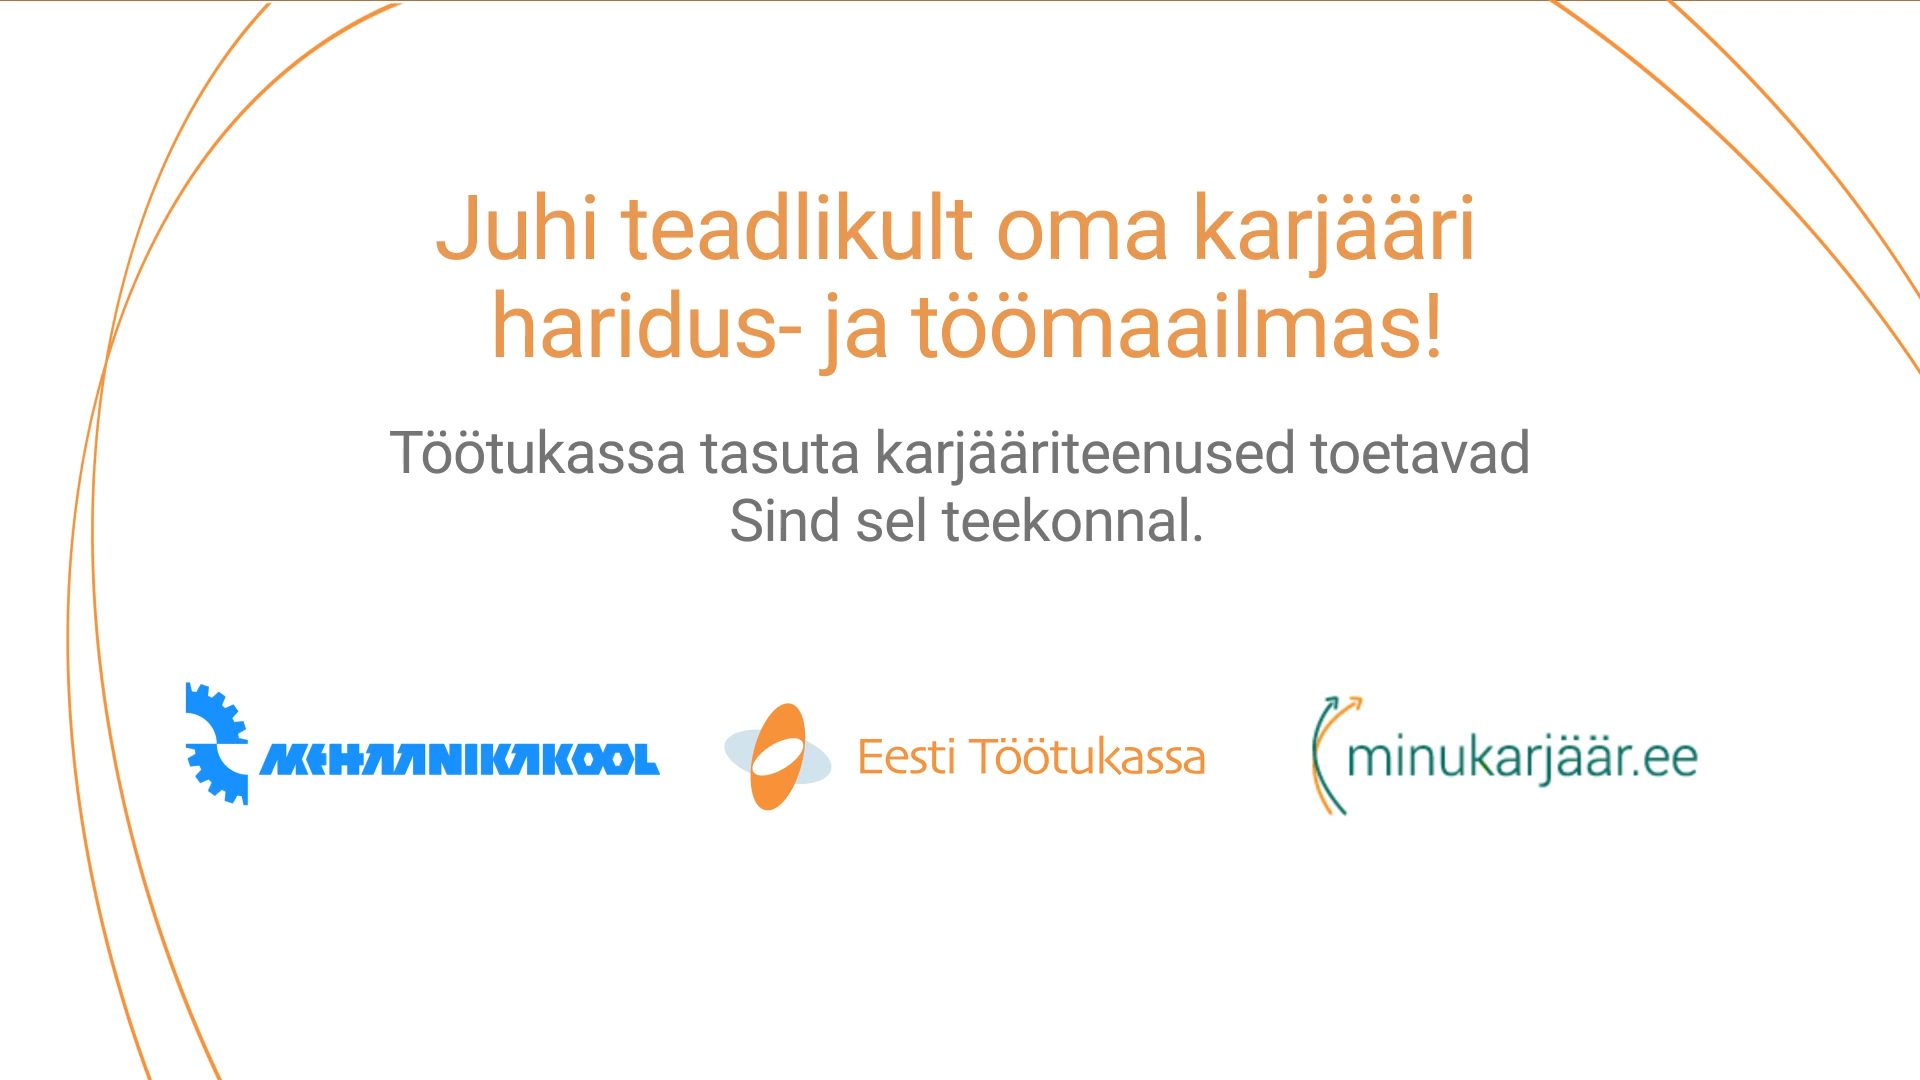 Juhi teadlikult oma karjääri
haridus- ja töömaailmas!
Töötukassa tasuta karjääriteenused toetavad
Sind sel teekonnal.
MEHAANIKAKOOL
Eesti Töötukassa
minukarjäär.ee